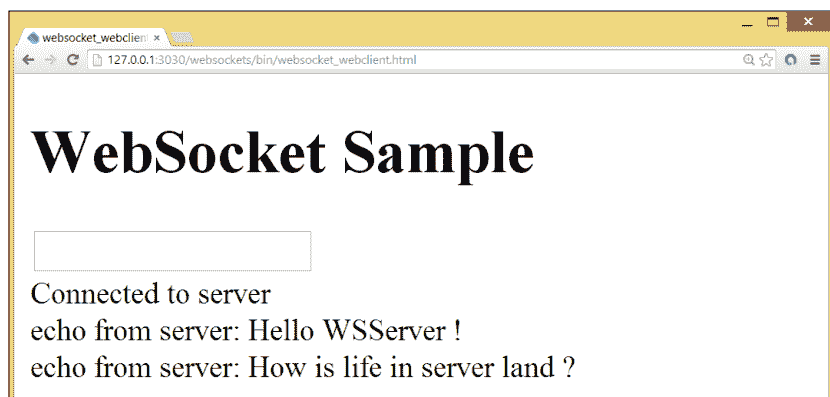 websocket_webclien
127.0.0.1:3030/websockets/bin/websocket_webclient.html
WebSocket Sample
Connected to server
echo from server: Hello WSServer !
echo from server: How is life in server land ?